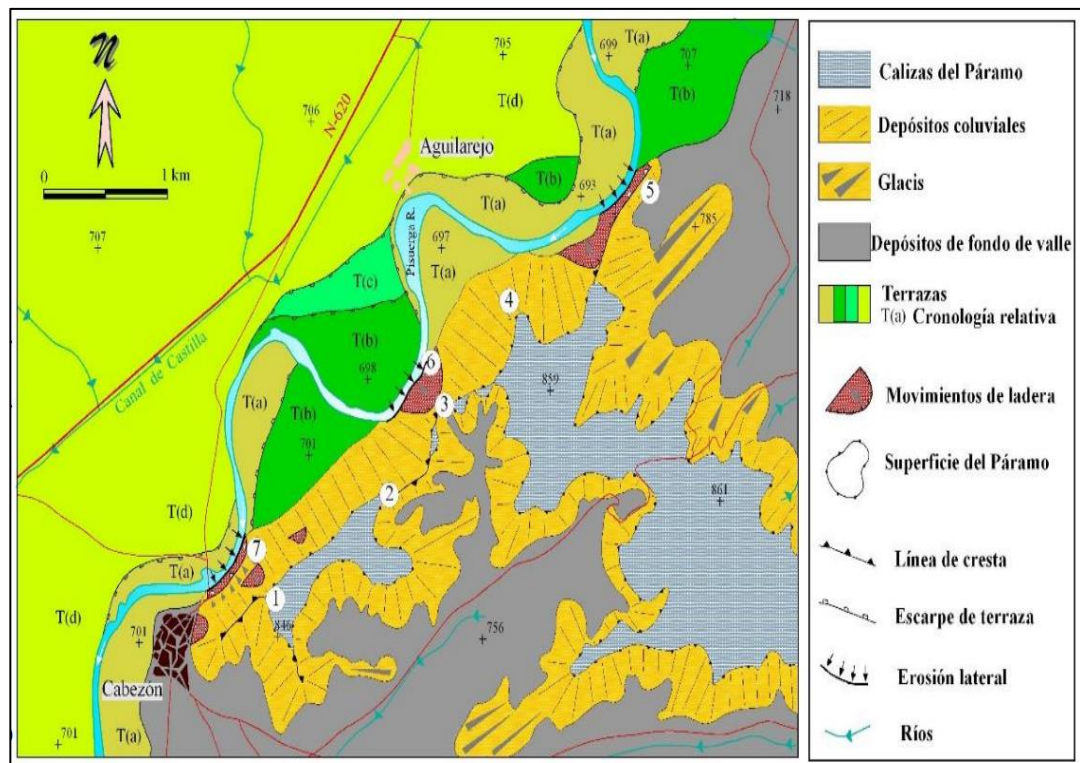 n
0
1 km
N-620
Canal de Castilla
Aguilarejo
Pisuerga R.
Cabezon
699
T(a)
705
T(d)
707
T(b)
718
706
T(a)
T(b)
693
5
T(a)
785
707
697
T(a)
T(c)
4
T(b)
698
6
859
3
T(a)
T(b)
701
2
861
T(d)
7
T(a)
1
846
756
T(d)
701
701
T(a)
Calizas del Páramo
Depósitos coluviales
Glacis
Depósitos de fondo de valle
Terrazas
T(a) Cronología relativa
Movimientos de ladera
Superficie del Páramo
Línea de cresta
Escarpe de terraza
Erosión lateral
Ríos